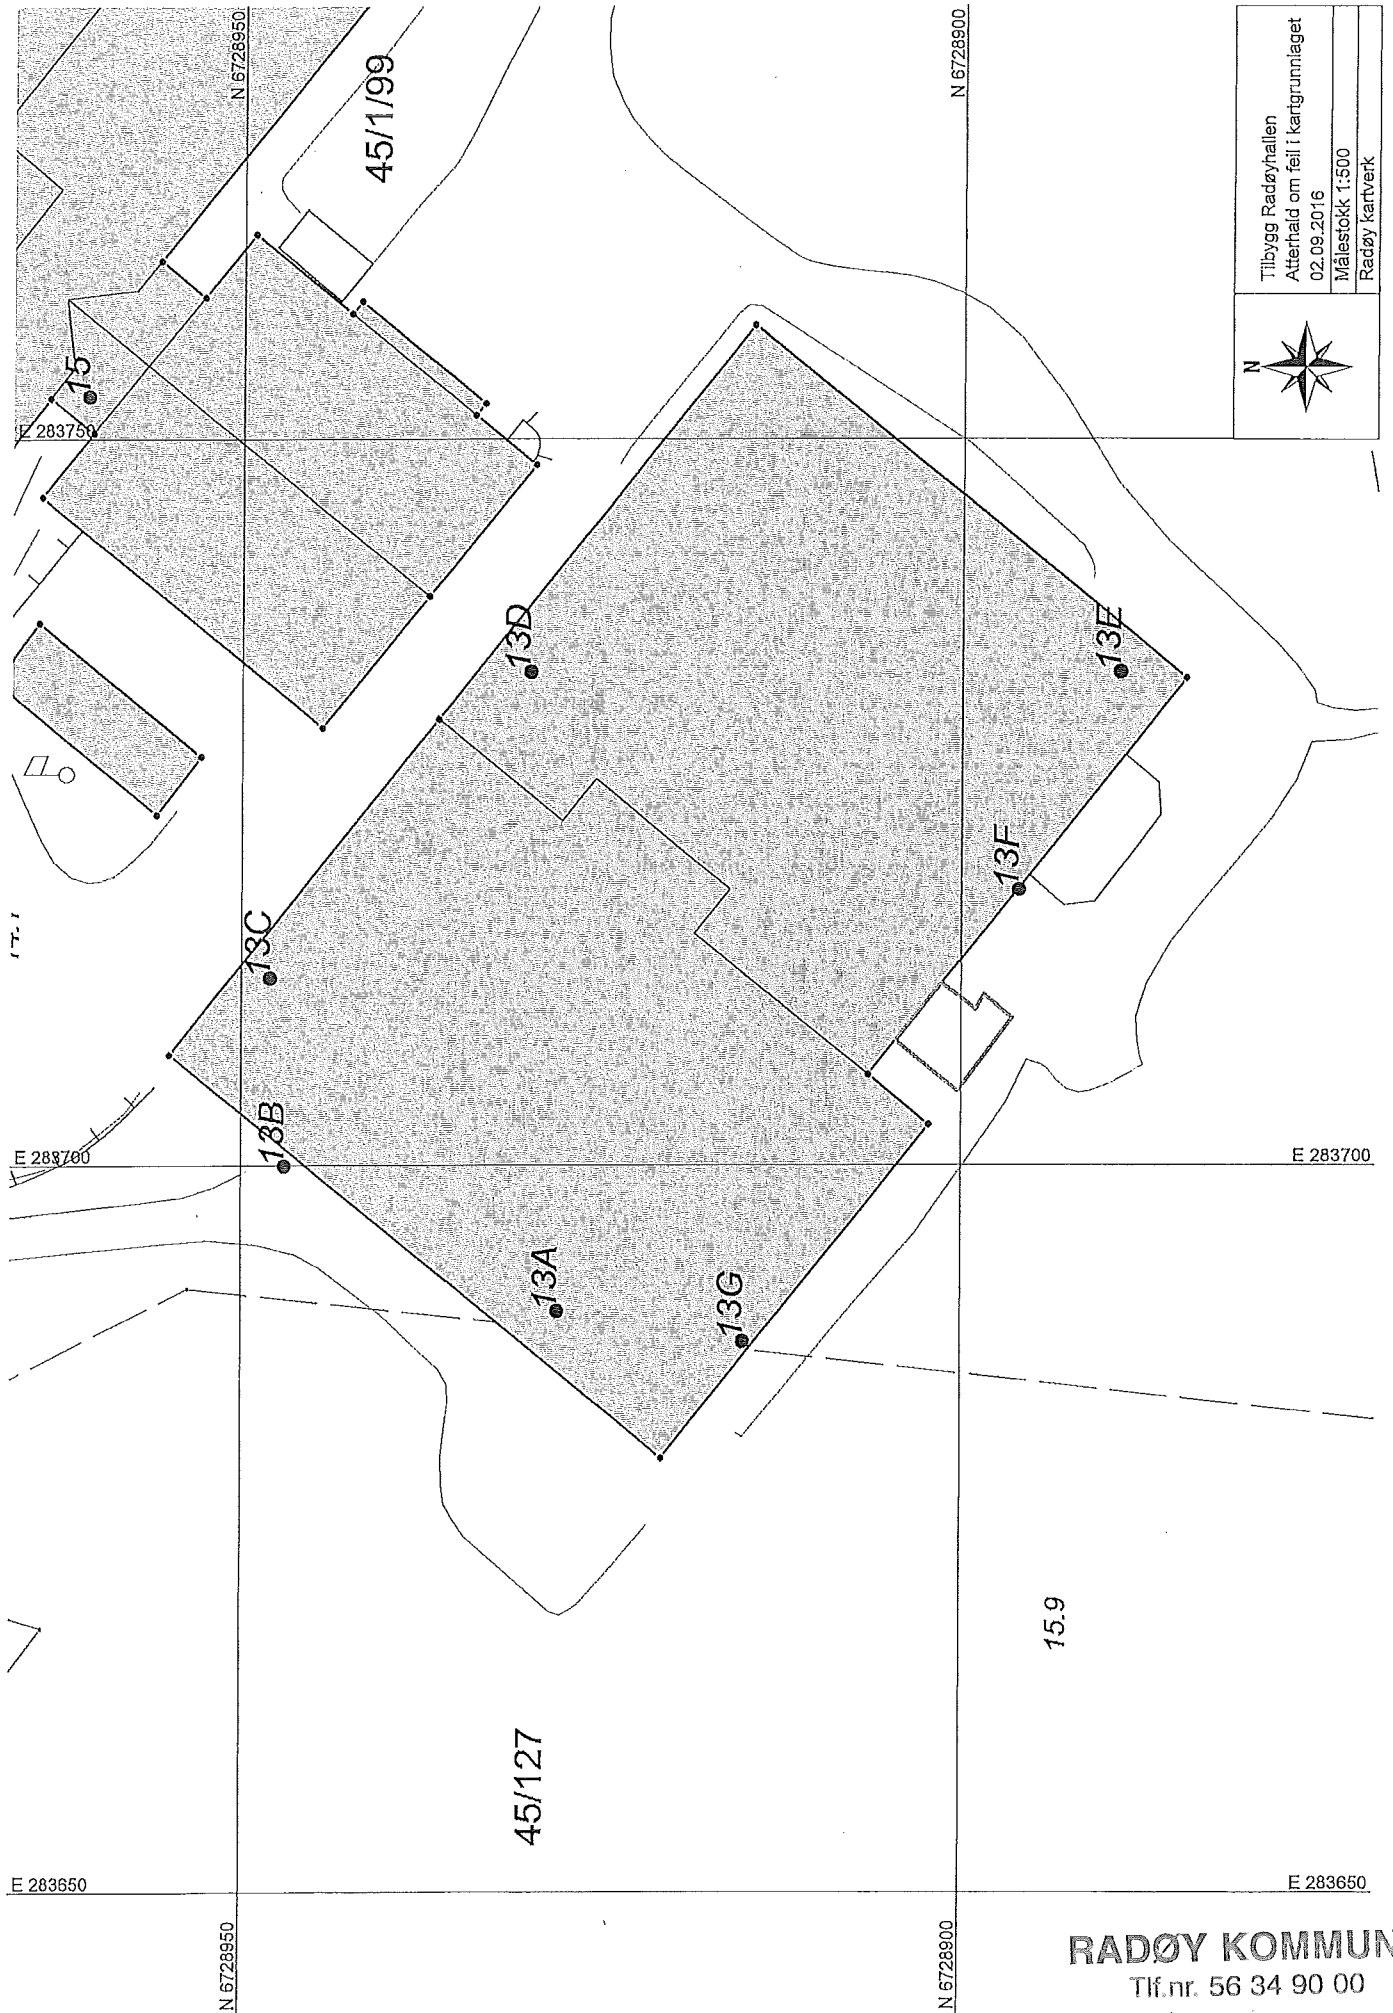 N 6728950
N 6728900
45/1/99
Tilbygg Radøyhallen
Atterhald om feil i kartgrunnlaget
02.09.2016
Målestokk 1:500
Radøy kartverk
N
15
E 283750
13D
13E
13F
13C
13B
E 283700
E 283700
13A
13G
15.9
45/127
E 283650
E 283650
N 6728950
N 6728900
RADØY KOMMUN
Tlf.nr. 56 34 90 00